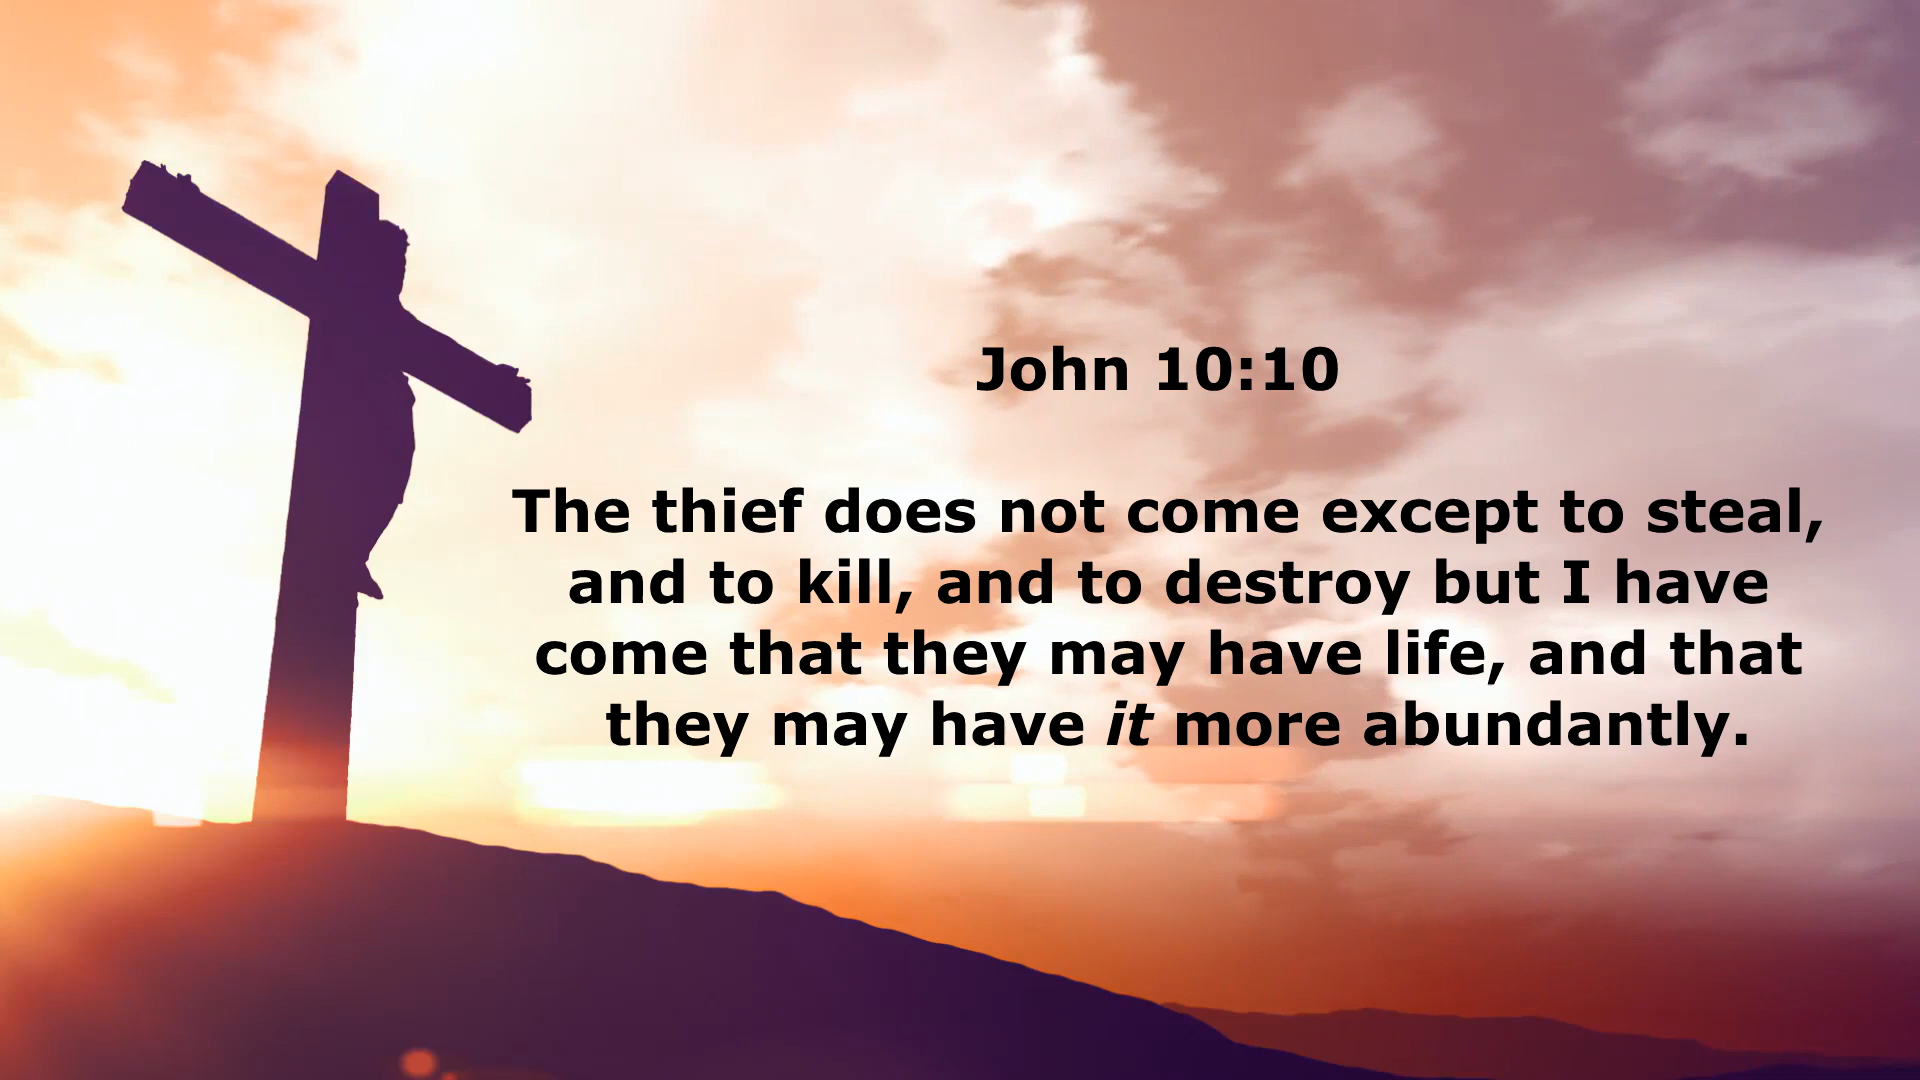 John 10:10
The thief does not come except to steal,
and to kill, and to destroy but I have
come that they may have life, and that
they may have it more abundantly.